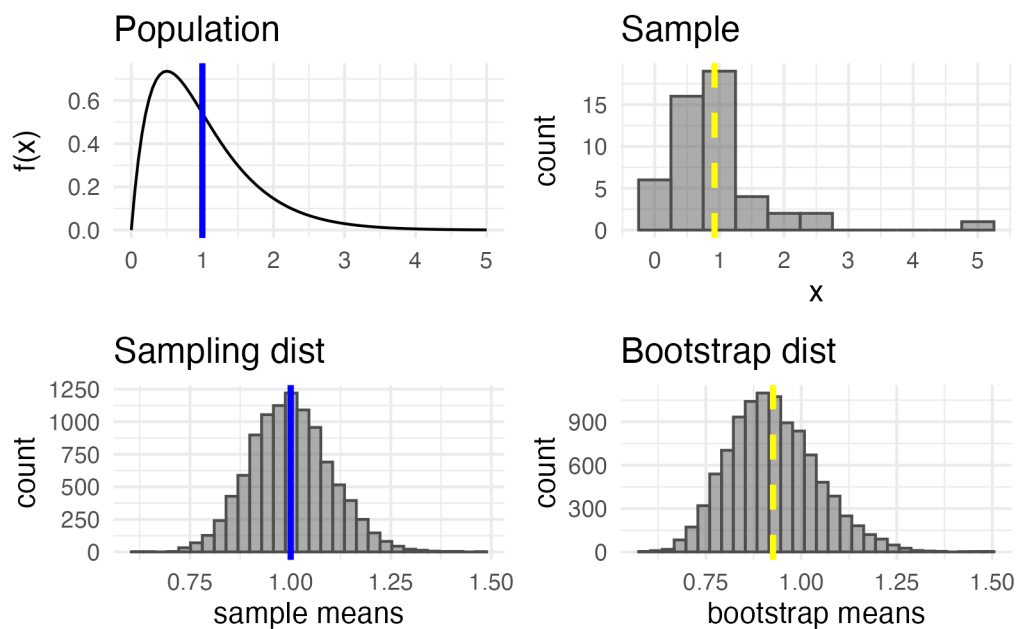 Population
f(x)
0.6
0.4
0.2
0.0
0 1 2 3 4 5
Sample
count
15
10
5
0
0 1 2 3 4 5
x
Sampling dist
count
1250
1000
750
500
250
0
0.75 1.00 1.25 1.50
sample means
Bootstrap dist
count
900
600
300
0
0.75 1.00 1.25 1.50
bootstrap means